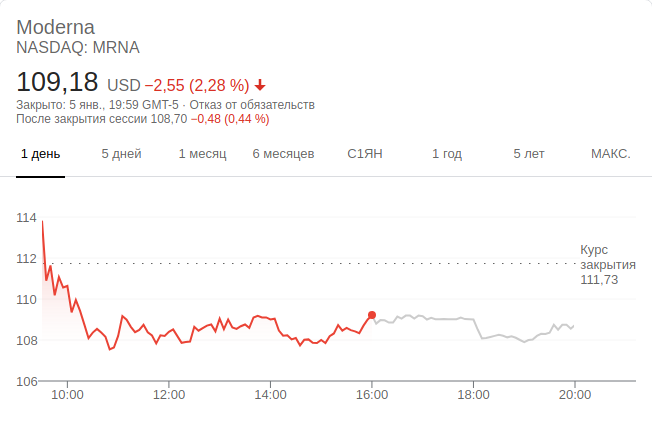 Moderna
NASDAQ: MRNA
109,18 USD −2,55 (2,28 %)
Закрыто: 5 янв., 19:59 GMT-5 · Отказ от обязательств
После закрытия сессии 108,70 −0,48 (0,44 %)
1 день 5 дней 1 месяц 6 месяцев С1ЯН 1 год 5 лет МАКС.
114
Курс
112 закрытия
111,73
110
108
106
10:00 12:00 14:00 16:00 18:00 20:00